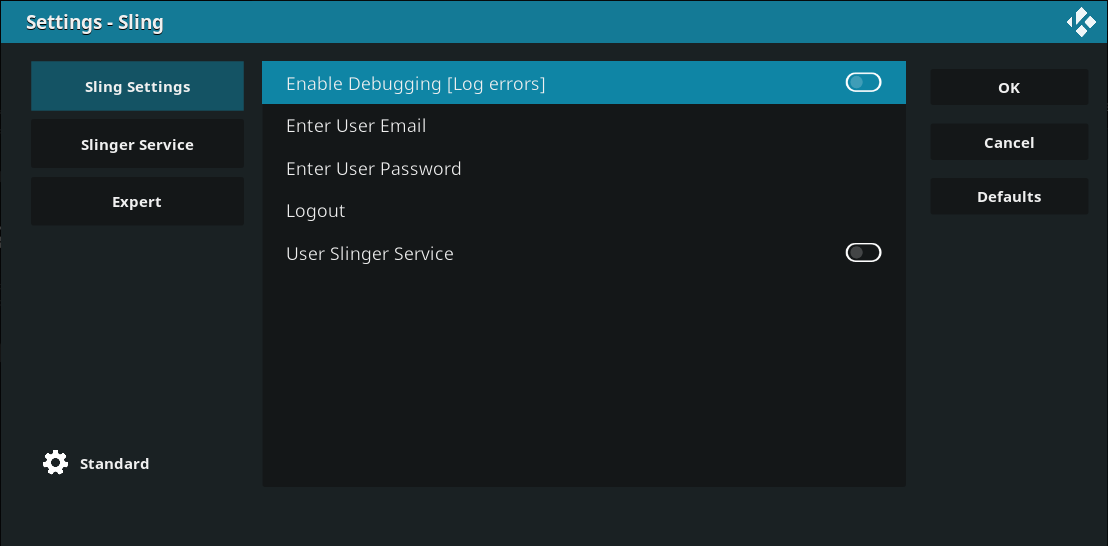 Settings - Sling
Sling Settings
Slinger Service
Expert
Standard
Enable Debugging [Log errors]
Enter User Email
Enter User Password
Logout
User Slinger Service
OK
Cancel
Defaults